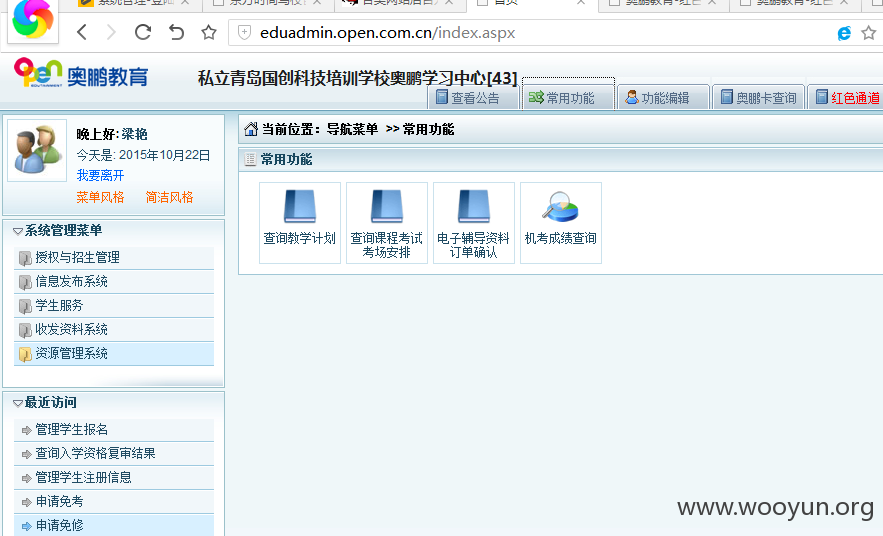 eduadmin.open.com.cn/index.aspx
open 奥鹏教育
私立青岛国创科技培训学校奥鹏学习中心[43]
查看公告 常用功能 功能编辑 奥鹏卡查询 红色通道
晚上好:梁艳
今天是: 2015年10月22日
我要离开
菜单风格 简洁风格
系统管理菜单
授权与招生管理
信息发布系统
学生服务
收发资料系统
资源管理系统
最近访问
管理学生报名
查询入学资格复审结果
管理学生注册信息
申请免考
申请免修
当前位置：导航菜单 >> 常用功能
常用功能
查询教学计划
查询课程考试
考场安排
电子辅导资料
订单确认
机考成绩查询
www.wooyun.org